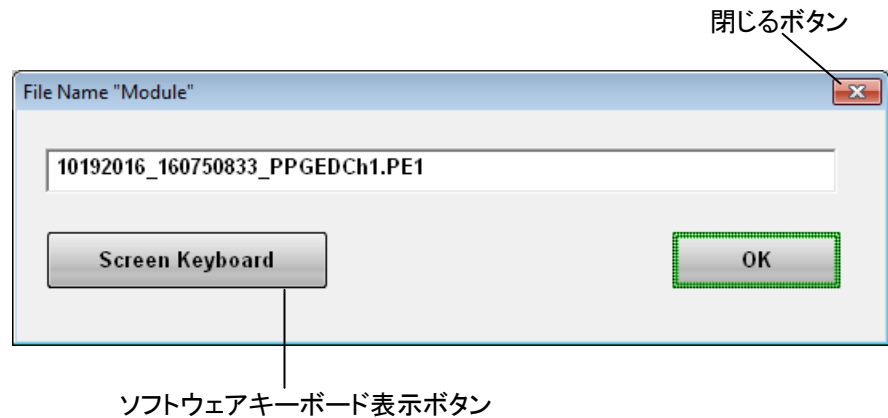 閉じるボタン
File Name "Module"
10192016_160750833_PPGEDCh1.PE1
Screen Keyboard
OK
ソフトウェアキーボード表示ボタン